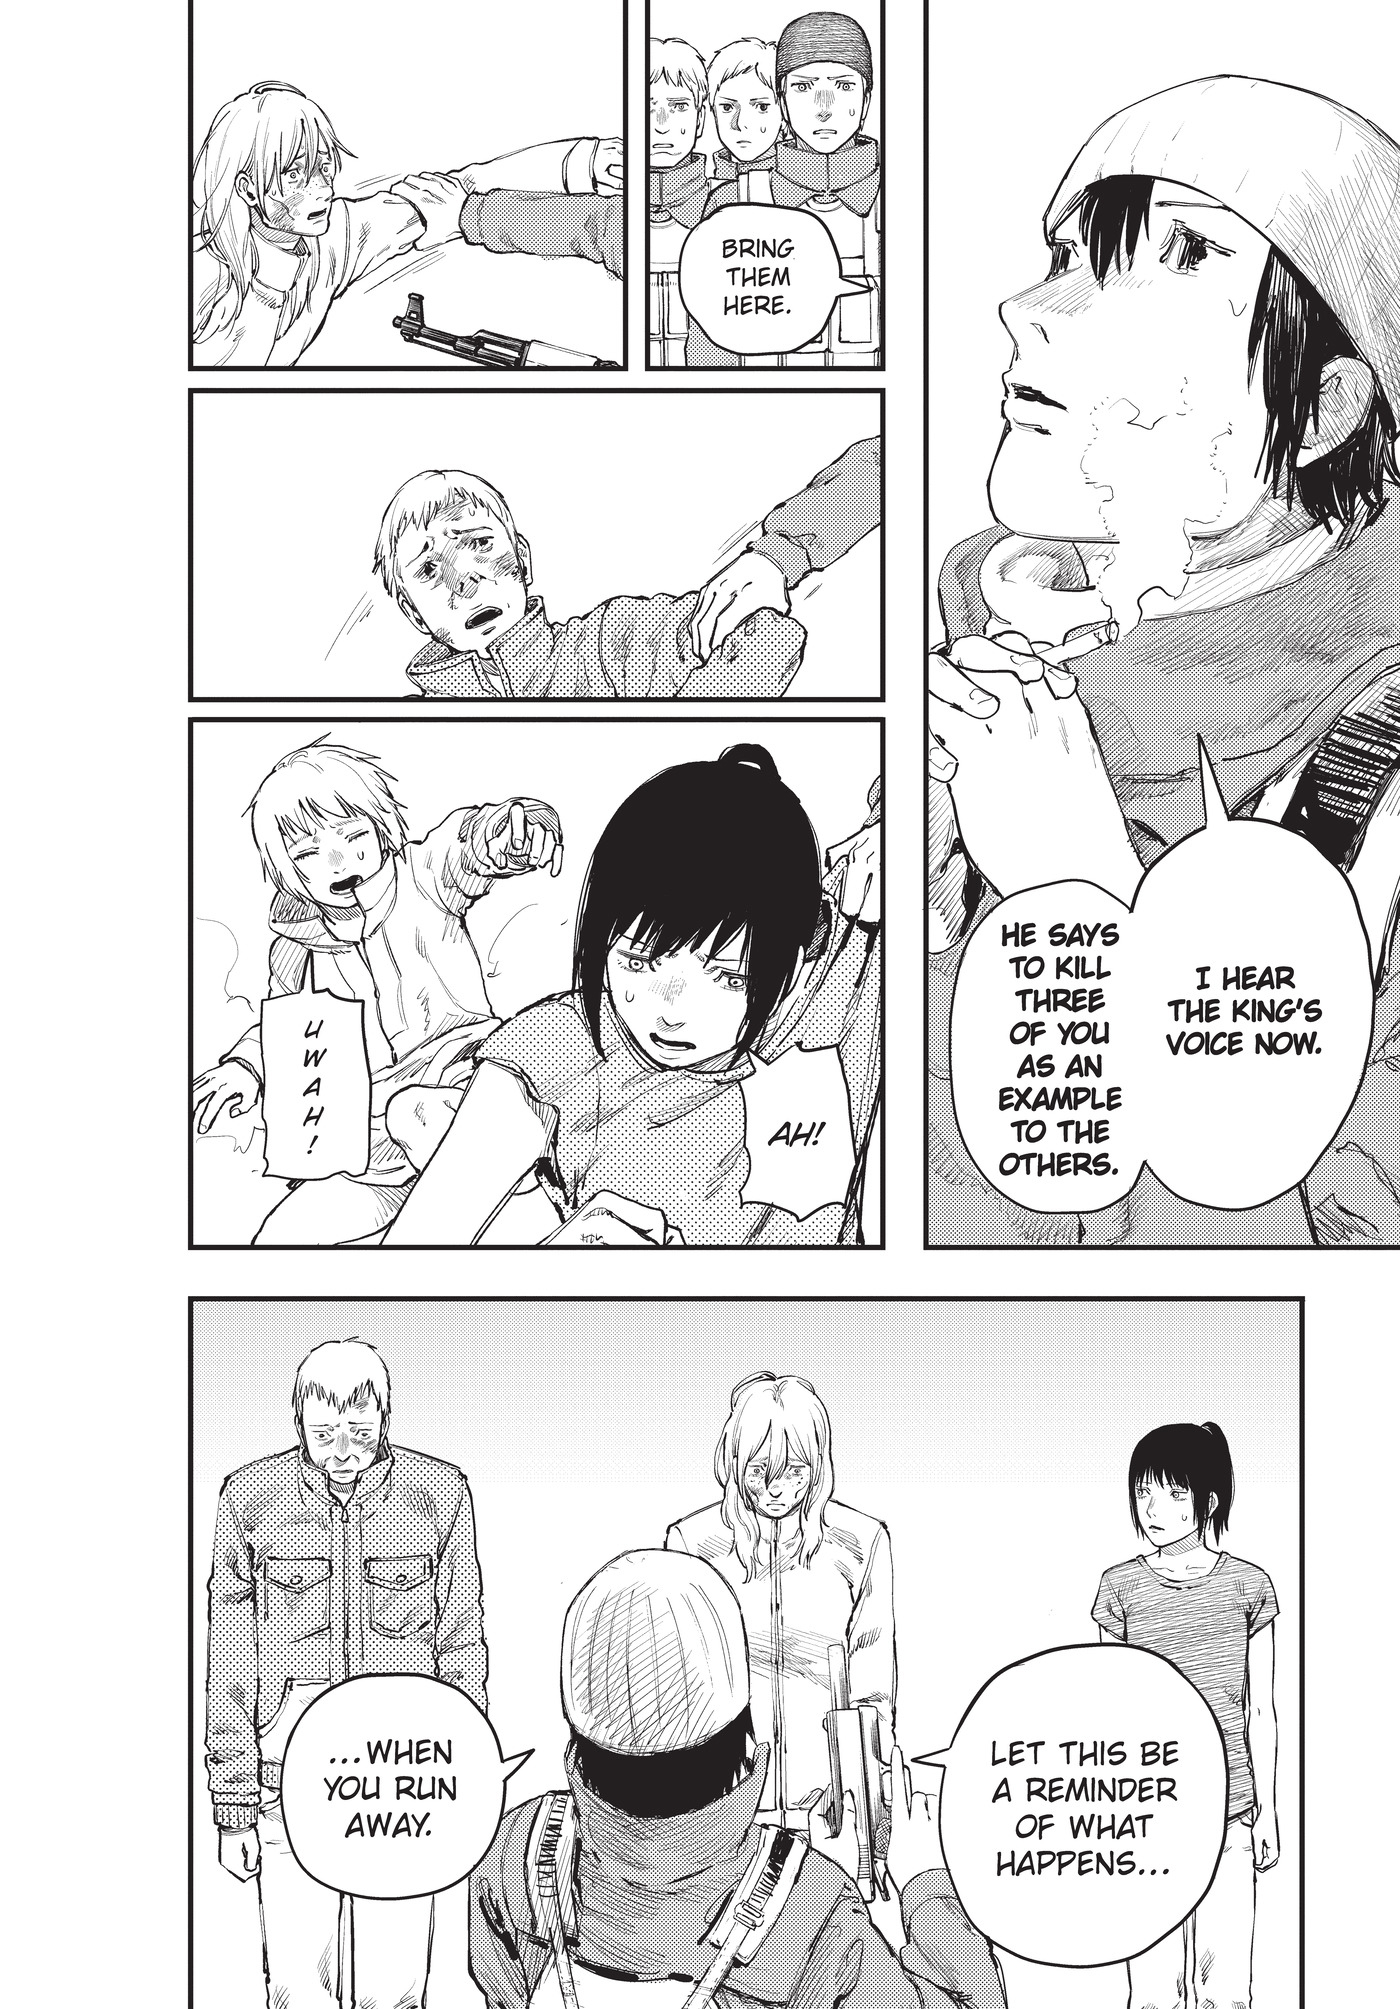 I HEAR
THE KING'S
VOICE NOW.
HE SAYS
TO KILL
THREE
OF YOU
AS AN
EXAMPLE
TO THE
OTHERS.
BRING
THEM
HERE.
AH!
UWAH!
LET THIS BE
A REMINDER
OF WHAT
HAPPENS...
...WHEN
YOU RUN
AWAY.